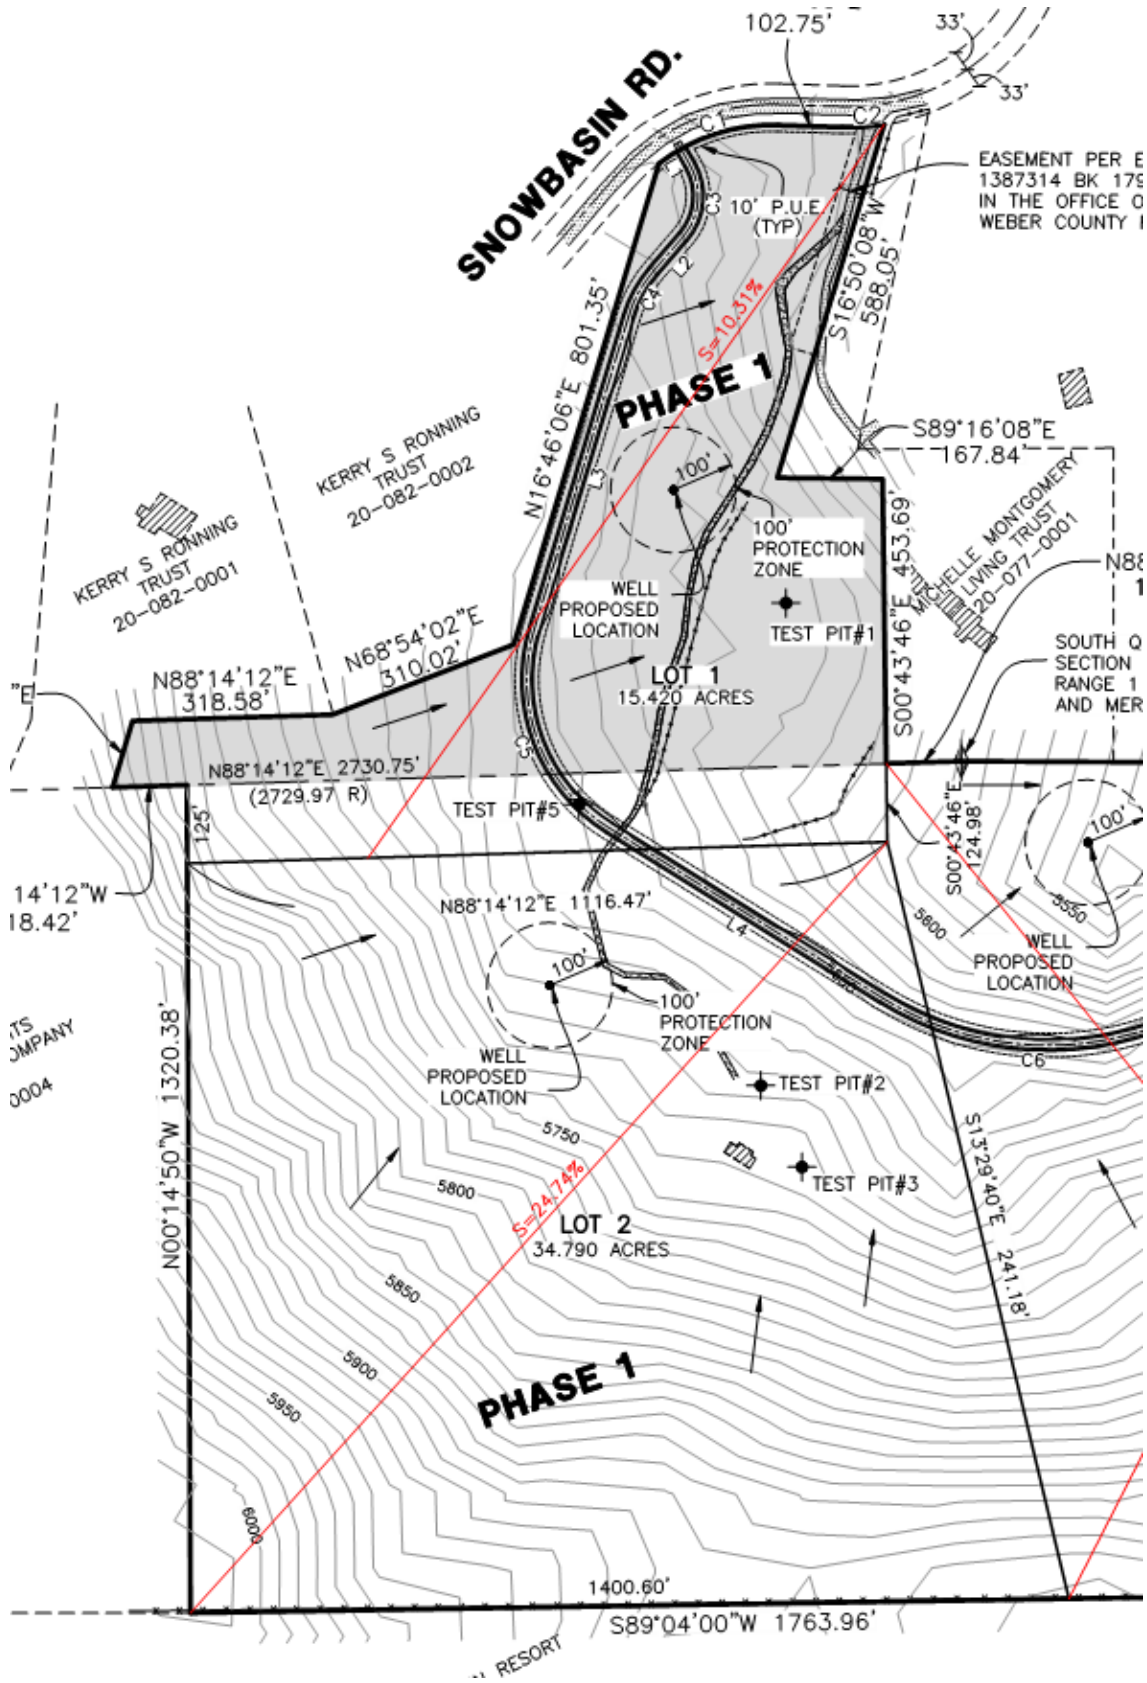 102.75'
33'
33'
SNOWBASIN RD.
C1
C2
EASEMENT PER E
1387314 BK 179
IN THE OFFICE O
WEBER COUNTY
L1
C3
10' P.U.E.
(TYP)
L2
C4
S16°50'08"W
588.05'
S=10.31%
N16°46'06"E 801.35'
PHASE 1
KERRY S RONNING
TRUST
20-082-0002
S89°16'08"E
167.84'
100'
L3
KERRY S RONNING
TRUST
20-082-0001
100'
PROTECTION
ZONE
MICHELLE MONTGOMERY
LIVING TRUST
20-077-0001
S00°43'46"E 453.69'
N88
1
WELL
PROPOSED
LOCATION
TEST PIT#1
N68°54'02"E
310.02'
SOUTH Q
SECTION
RANGE 1
AND MER
N88°14'12"E
318.58'
"E
LOT 1
15.420 ACRES
C5
N88°14'12"E 2730.75'
(2729.97 R)
TEST PIT#5
125'
S00°43'46"E
124.98'
100'
14'12"W
18.42'
N88°14'12"E 1116.47'
L4
5550
5600
WELL
PROPOSED
LOCATION
100'
100'
PROTECTION
ZONE
TS
OMPANY
0004
WELL
PROPOSED
LOCATION
C6
TEST PIT#2
N00°14'50"W 1320.38'
5750
TEST PIT#3
S13°29'40"E 241.18'
5800
S=24.74%
LOT 2
34.790 ACRES
5850
5900
PHASE 1
5950
6000
1400.60'
S89°04'00"W 1763.96'
RESORT